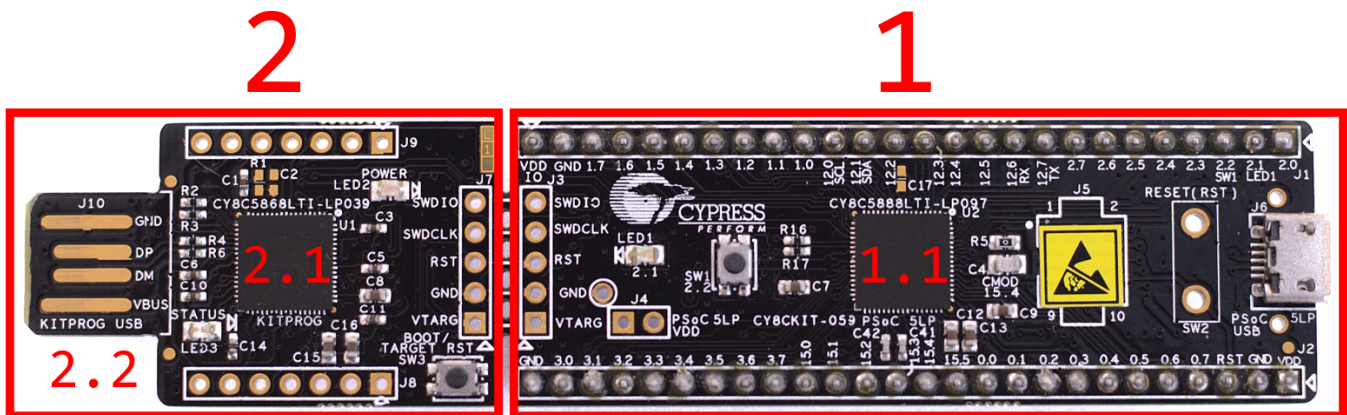 2
1
J9
R1
C1
C2
POWER
LED2
R2
J10
CY8C5868LTI-LP039
U1
C3
GND
R3
R4
R6
DP
DM
C6
C10
VBUS
KITPROG USB
2.1
C5
C8
C11
KITPROG
STATUS
LED3
C14
C15
C16
2.2
BOOT/
TARGET RST
SW3
J8
J7
SWDIO
SWDCLK
RST
GND
VTARG
VDD GND 1.7 1.6 1.5 1.4 1.3 1.2 1.1 1.0 12.0 12.1 12.2 12.3 12.4 12.5 12.6 12.7 2.7 2.6 2.5 2.4 2.3 2.2 2.1 2.0
IO
SCL SDA RX TX SW1 LED1
J3
J1
SWDIO
SWDCLK
RST
GND
VTARG
CYPRESS
PERFORM
LED1
2.1
GND
J4
PSoC 5LP
VDD
SW1
2.2
R16
R17
C7
CY8CKIT-059
C17
CY8C5888LTI-LP097
U2
1.1
PSoC 5LP
R5
C4
CMOD
15.4
C9
C12
C13
C42
C41
J5
1 2
9 10
RESET(RST)
SW2
J6
PSoC 5LP
USB
J2
GND 3.0 3.1 3.2 3.3 3.4 3.5 3.6 3.7 15.0 15.1 15.2 15.3 15.4 15.5 0.0 0.1 0.2 0.3 0.4 0.5 0.6 0.7 RST GND VDD